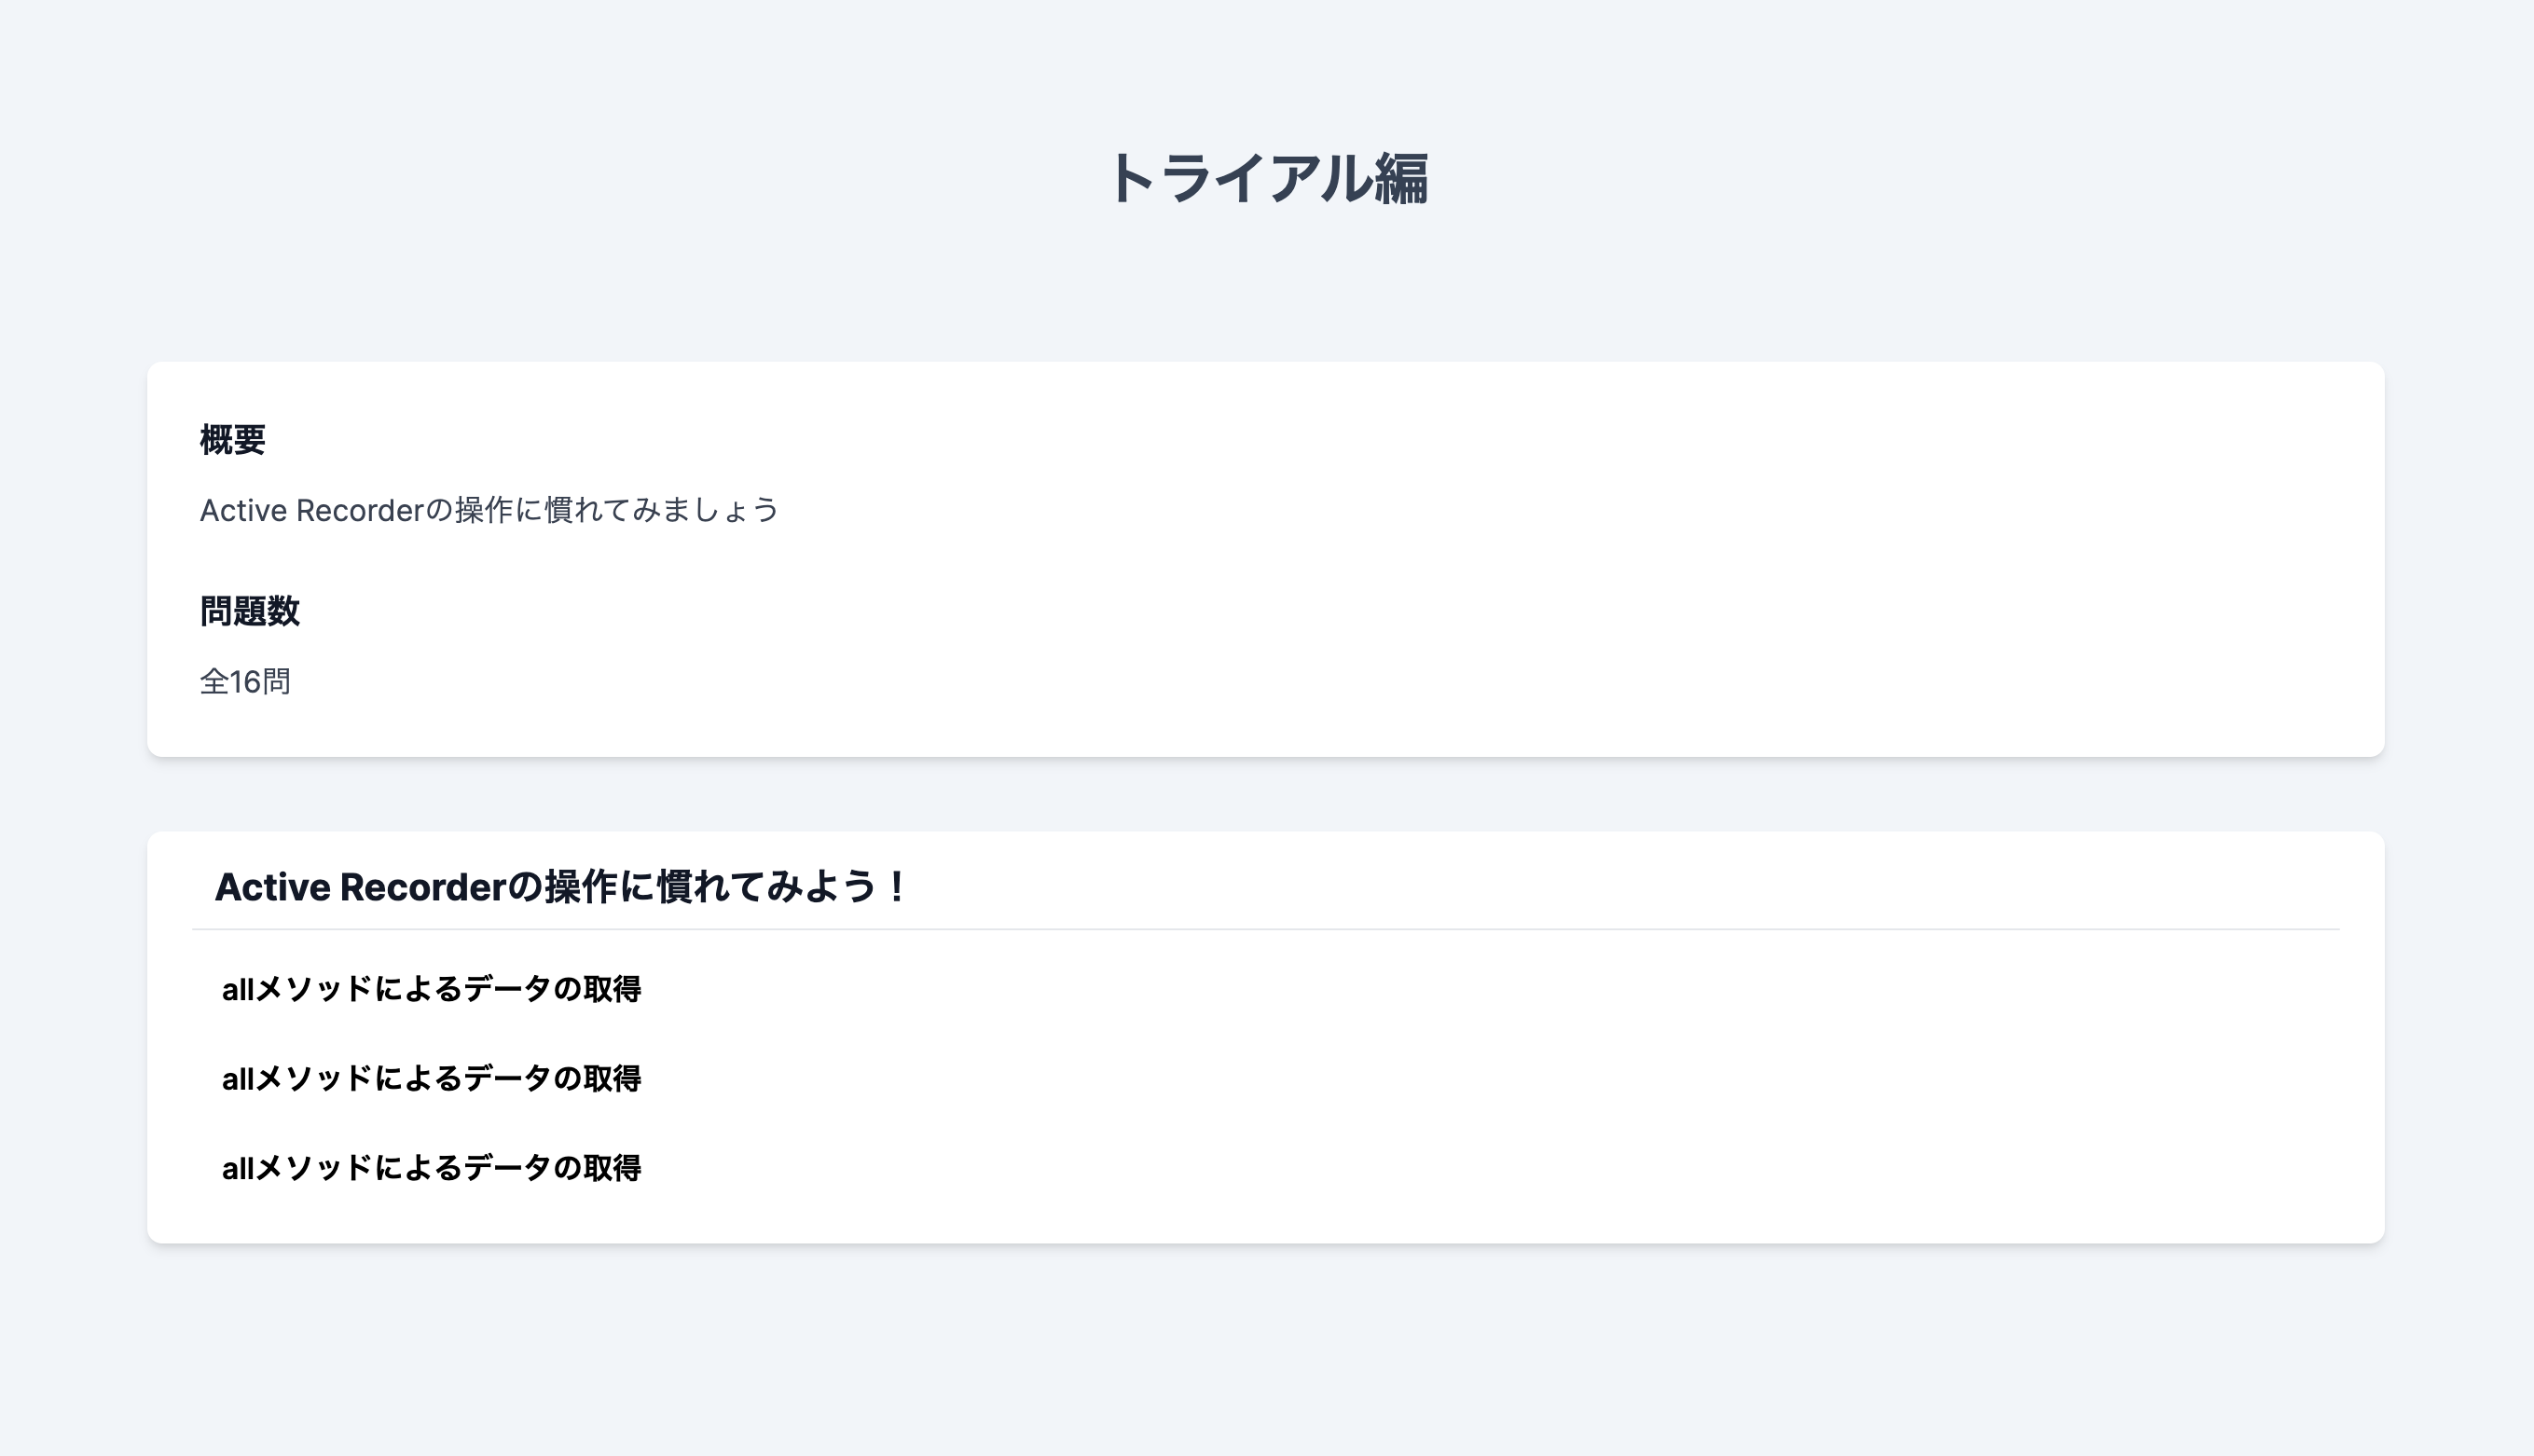 トライアル編
概要
Active Recorderの操作に慣れてみましょう
問題数
全16問
Active Recorderの操作に慣れてみよう！
allメソッドによるデータの取得
allメソッドによるデータの取得
allメソッドによるデータの取得